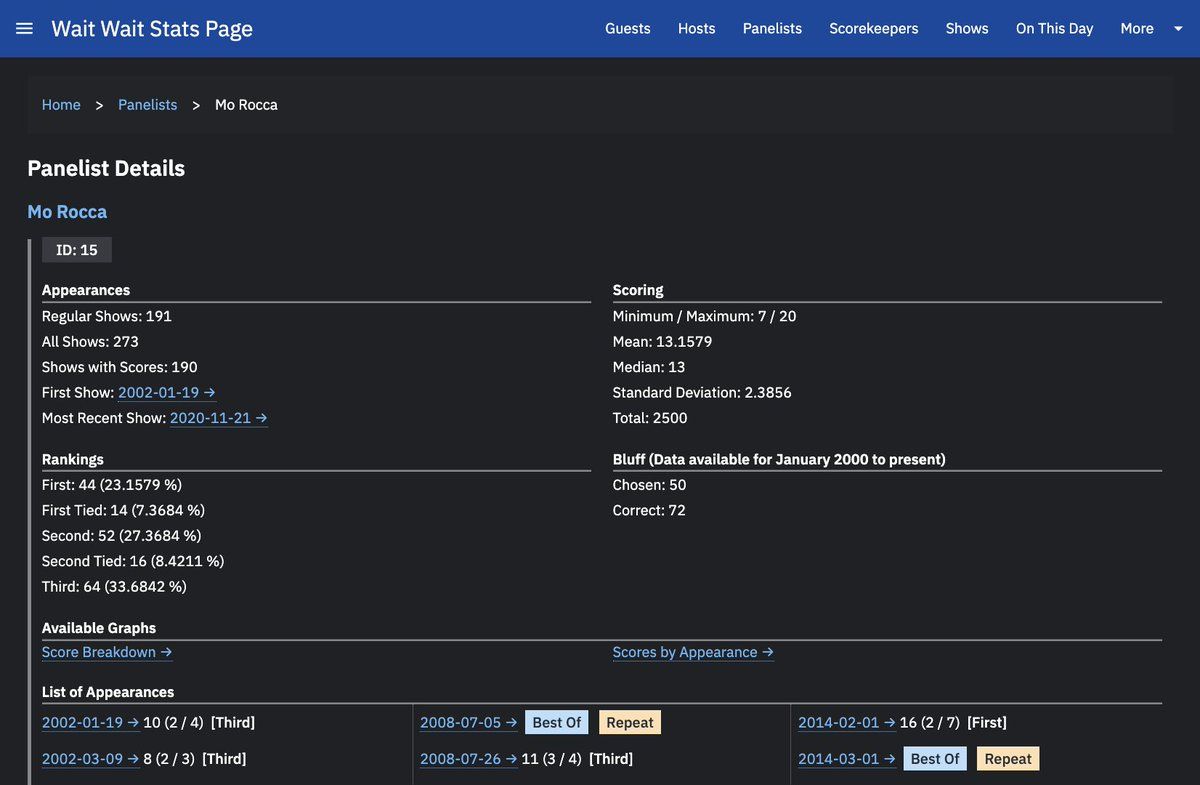 Wait Wait Stats Page
Guests Hosts Panelists Scorekeepers Shows On This Day More
Home > Panelists > Mo Rocca
Panelist Details
Mo Rocca
ID: 15
Appearances
Regular Shows: 191
All Shows: 273
Shows with Scores: 190
First Show: 2002-01-19 →
Most Recent Show: 2020-11-21 →
Scoring
Minimum / Maximum: 7 / 20
Mean: 13.1579
Median: 13
Standard Deviation: 2.3856
Total: 2500
Rankings
First: 44 (23.1579 %)
First Tied: 14 (7.3684 %)
Second: 52 (27.3684 %)
Second Tied: 16 (8.4211 %)
Third: 64 (33.6842 %)
Bluff (Data available for January 2000 to present)
Chosen: 50
Correct: 72
Available Graphs
Score Breakdown →
Scores by Appearance →
List of Appearances
2002-01-19 → 10 (2 / 4) [Third]
2002-03-09 → 8 (2 / 3) [Third]
2008-07-05 → Best Of Repeat
2008-07-26 → 11 (3 / 4) [Third]
2014-02-01 → 16 (2 / 7) [First]
2014-03-01 → Best Of Repeat